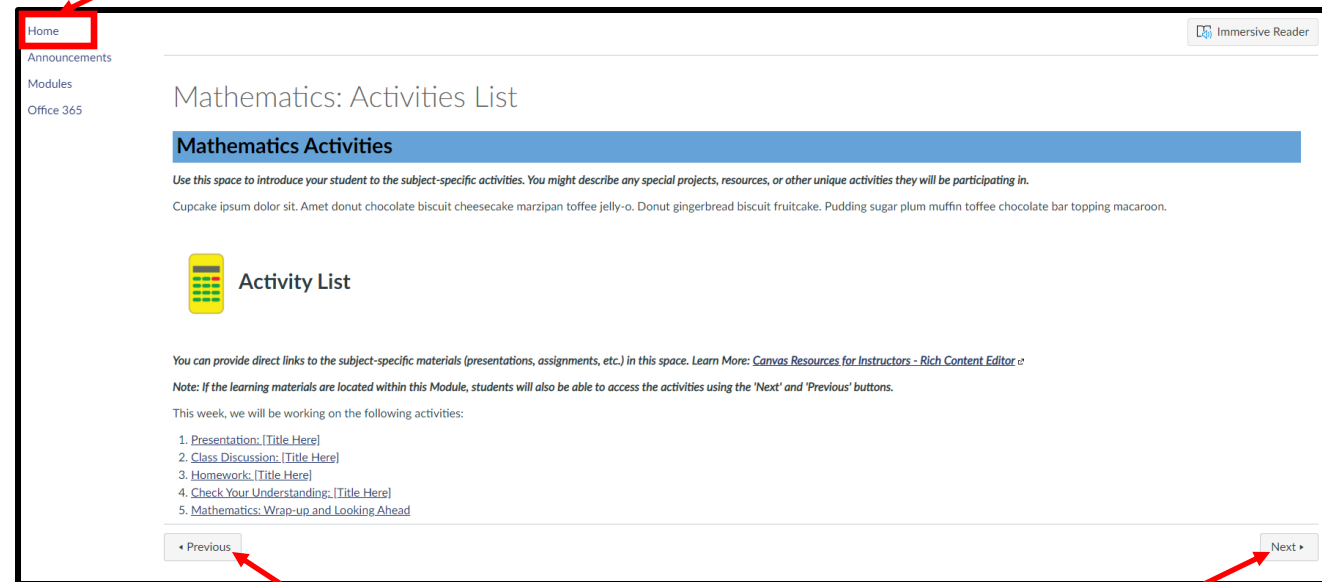 Home
Immersive Reader
Announcements
Modules
Office 365
Mathematics: Activities List
Mathematics Activities
Use this space to introduce your student to the subject-specific activities. You might describe any special projects, resources, or other unique activities they will be participating in.
Cupcake ipsum dolor sit. Amet donut chocolate biscuit cheesecake marzipan toffee jelly-o. Donut gingerbread biscuit fruitcake. Pudding sugar plum muffin toffee chocolate bar topping macaroon.
Activity List
You can provide direct links to the subject-specific materials (presentations, assignments, etc.) in this space. Learn More: Canvas Resources for Instructors - Rich Content Editor
Note: If the learning materials are located within this Module, students will also be able to access the activities using the 'Next' and 'Previous' buttons.
This week, we will be working on the following activities:
1. Presentation: [Title Here]
2. Class Discussion: [Title Here]
3. Homework: [Title Here]
4. Check Your Understanding: [Title Here]
5. Mathematics: Wrap-up and Looking Ahead
Previous
Next